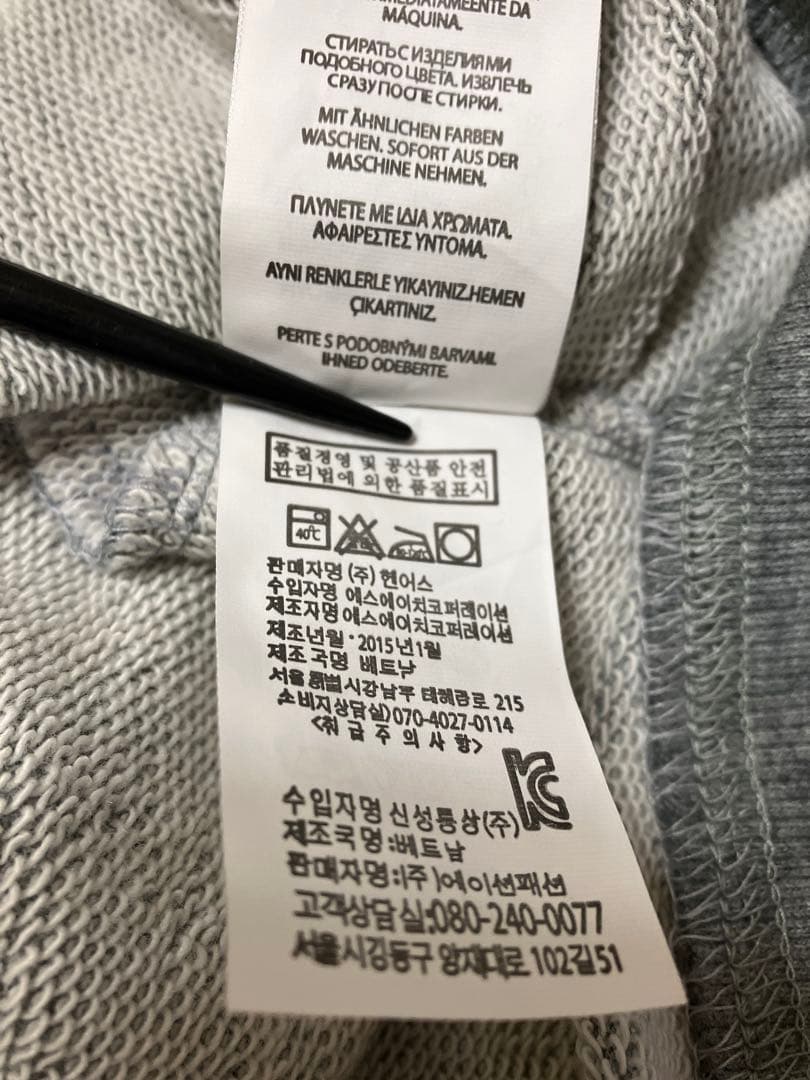 MÁQUINA.
СТИРАТЬ С ИЗДЕЛИЯМИ
ПОДОБНОГО ЦВЕТА. ИЗВЛЕЧЬ
СРАЗУ ПОСЛЕ СТИРКИ.
MIT ÄHNLICHEN FARBEN
WASCHEN. SOFORT AUS DER
MASCHINE NEHMEN.
ΠΛΥΝΕΤΕ ΜΕ ΙΔΙΑ ΧΡΩΜΑΤΑ.
ΑΦΑΙΡΕΣΤΕΣ ΥΝΤΟΜΑ.
AYNI RENKLERLE YIKAYINIZ.HEMEN
ÇIKARTINIZ.
PERTE S PODOBNÝMI BARVAMI.
IHNED ODEBERTE.
품질경영 및 공산품 안전
관리법에 의한 품질표시
40℃
판매자명 (주) 현어스
수입자명 에스에이치코퍼레이션
제조자명에스에이치코퍼레이션
제조년월 · 2015년1월
제조국명 베트남
서울특별시강남구 테헤란로 215
소비지상담실)070-4027-0114
<취 급 주 의 사 항>
수입자명 신성통상(주)
제조국명:베트남
판매자명:(주)에이션패션
고객상담실:080-240-0077
서울시강동구 양재대로 102길51